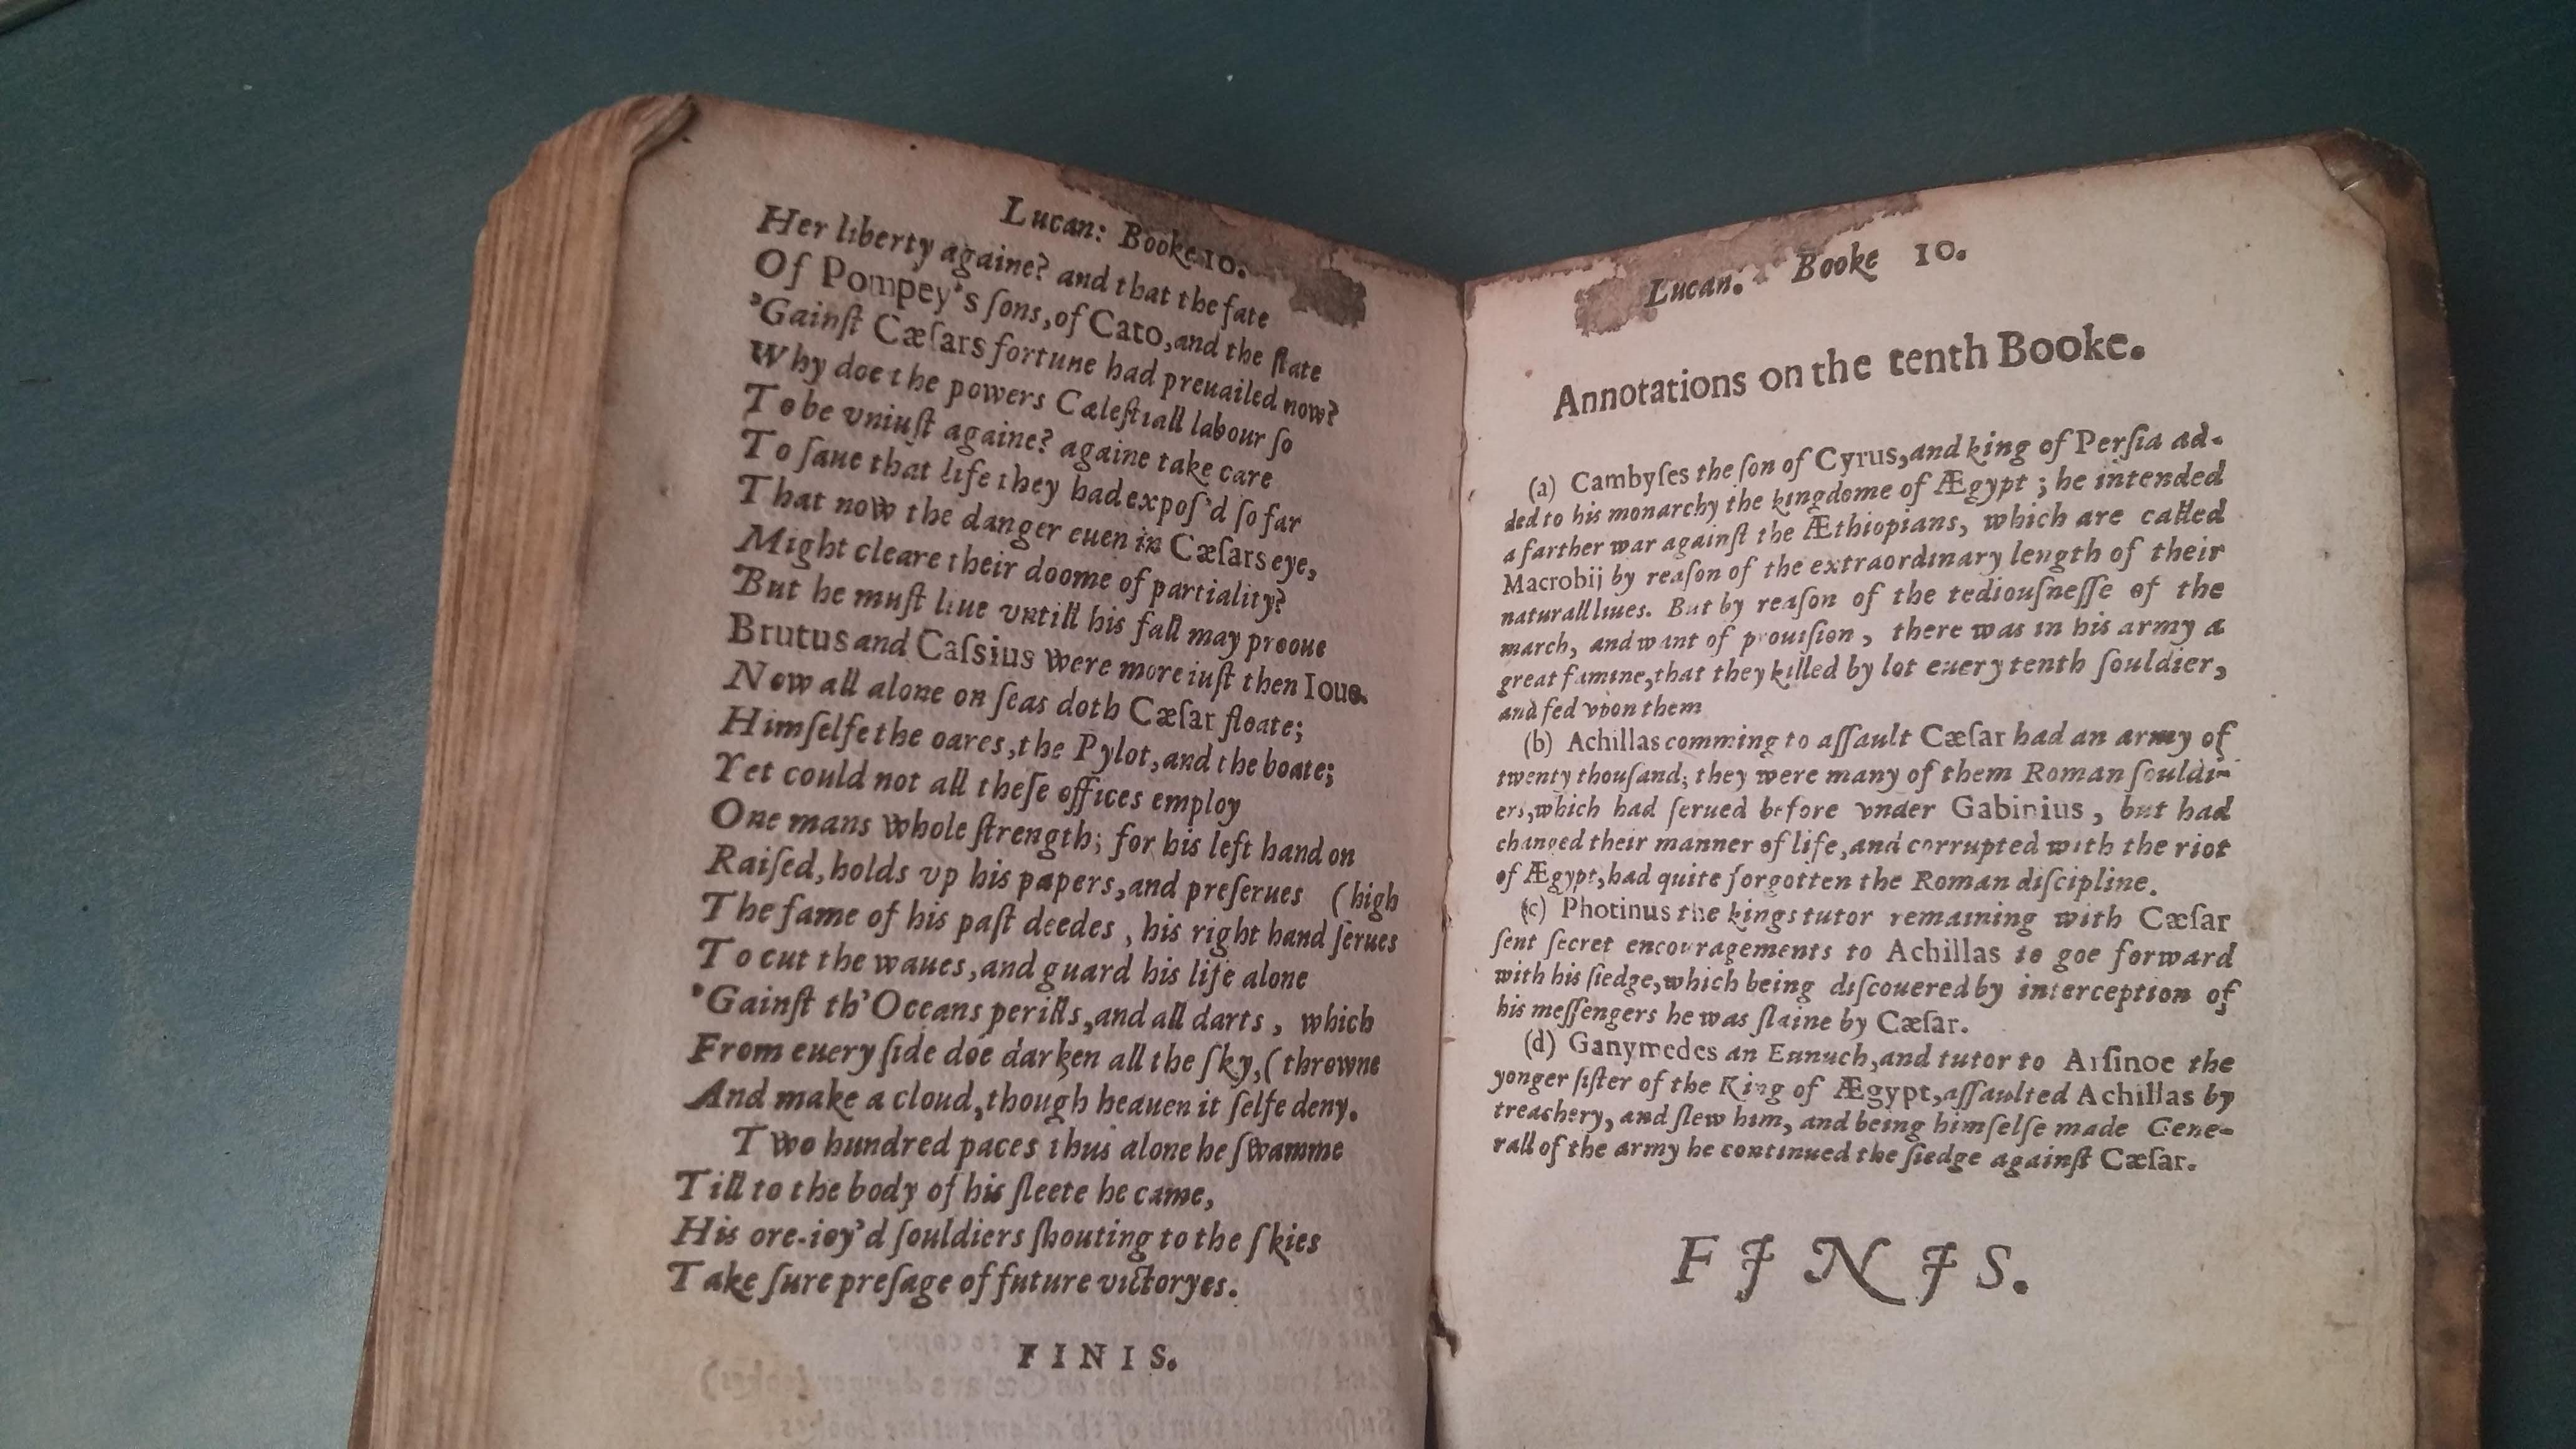 Lucan: Booke 10.
Her liberty againe? and that the fate
Of Pompey's ſons, of Cato, and the ſtate
'Gainſt Cæſars fortune had preuailed now?
Why doe the powers Cæleſtiall labour ſo
To be vniuſt againe? againe take care
To ſaue that life they had expoſ'd ſo far
That now the danger euen in Cæſars eye,
Might cleare their doome of partiality?
But he muſt liue vntill his fall may prooue
Brutus and Caſsius were more iuſt then Ioue.
Now all alone on ſeas doth Cæſar floate;
Himſelfe the oares, the Pylot, and the boate;
Yet could not all theſe offices employ
One mans whole ſtrength; for his left hand on
Raiſed, holds vp his papers, and preſerues (high
The fame of his paſt deedes, his right hand ſerues
To cut the waues, and guard his life alone
'Gainſt th'Oceans perills, and all darts, which
From euery ſide doe darken all the ſky, (throwne
And make a cloud, though heauen it ſelfe deny.
Two hundred paces thus alone he ſwamme
Till to the body of his fleete he came,
His ore-ioy'd ſouldiers ſhouting to the ſkies
Take ſure preſage of future victoryes.
FINIS.
Lucan. Booke 10.
Annotations on the tenth Booke.
(a) Cambyſes the ſon of Cyrus, and king of Perſia ad-
ded to his monarchy the kingdome of Ægypt; he intended
a farther war againſt the Æthiopians, which are called
Macrobij by reaſon of the extraordinary length of their
naturall liues. But by reaſon of the tediouſneſſe of the
march, and want of prouiſion, there was in his army a
great famine, that they killed by lot euery tenth ſouldier,
and fed vpon them
(b) Achillas comming to aſſault Cæſar had an army of
twenty thouſand; they were many of them Roman ſouldi-
ers, which had ſerued before vnder Gabinius, but had
changed their manner of life, and corrupted with the riot
of Ægypt, had quite forgotten the Roman diſcipline.
(c) Photinus the kings tutor remaining with Cæſar
ſent ſecret encouragements to Achillas to goe forward
with his ſiedge, which being diſcouered by interception of
his meſſengers he was ſlaine by Cæſar.
(d) Ganymedes an Eunuch, and tutor to Arſinoe the
yonger ſiſter of the King of Ægypt, aſſaulted Achillas by
treachery, and ſlew him, and being himſelfe made Gene-
rall of the army he continued the ſiedge againſt Cæſar.
FINIS.